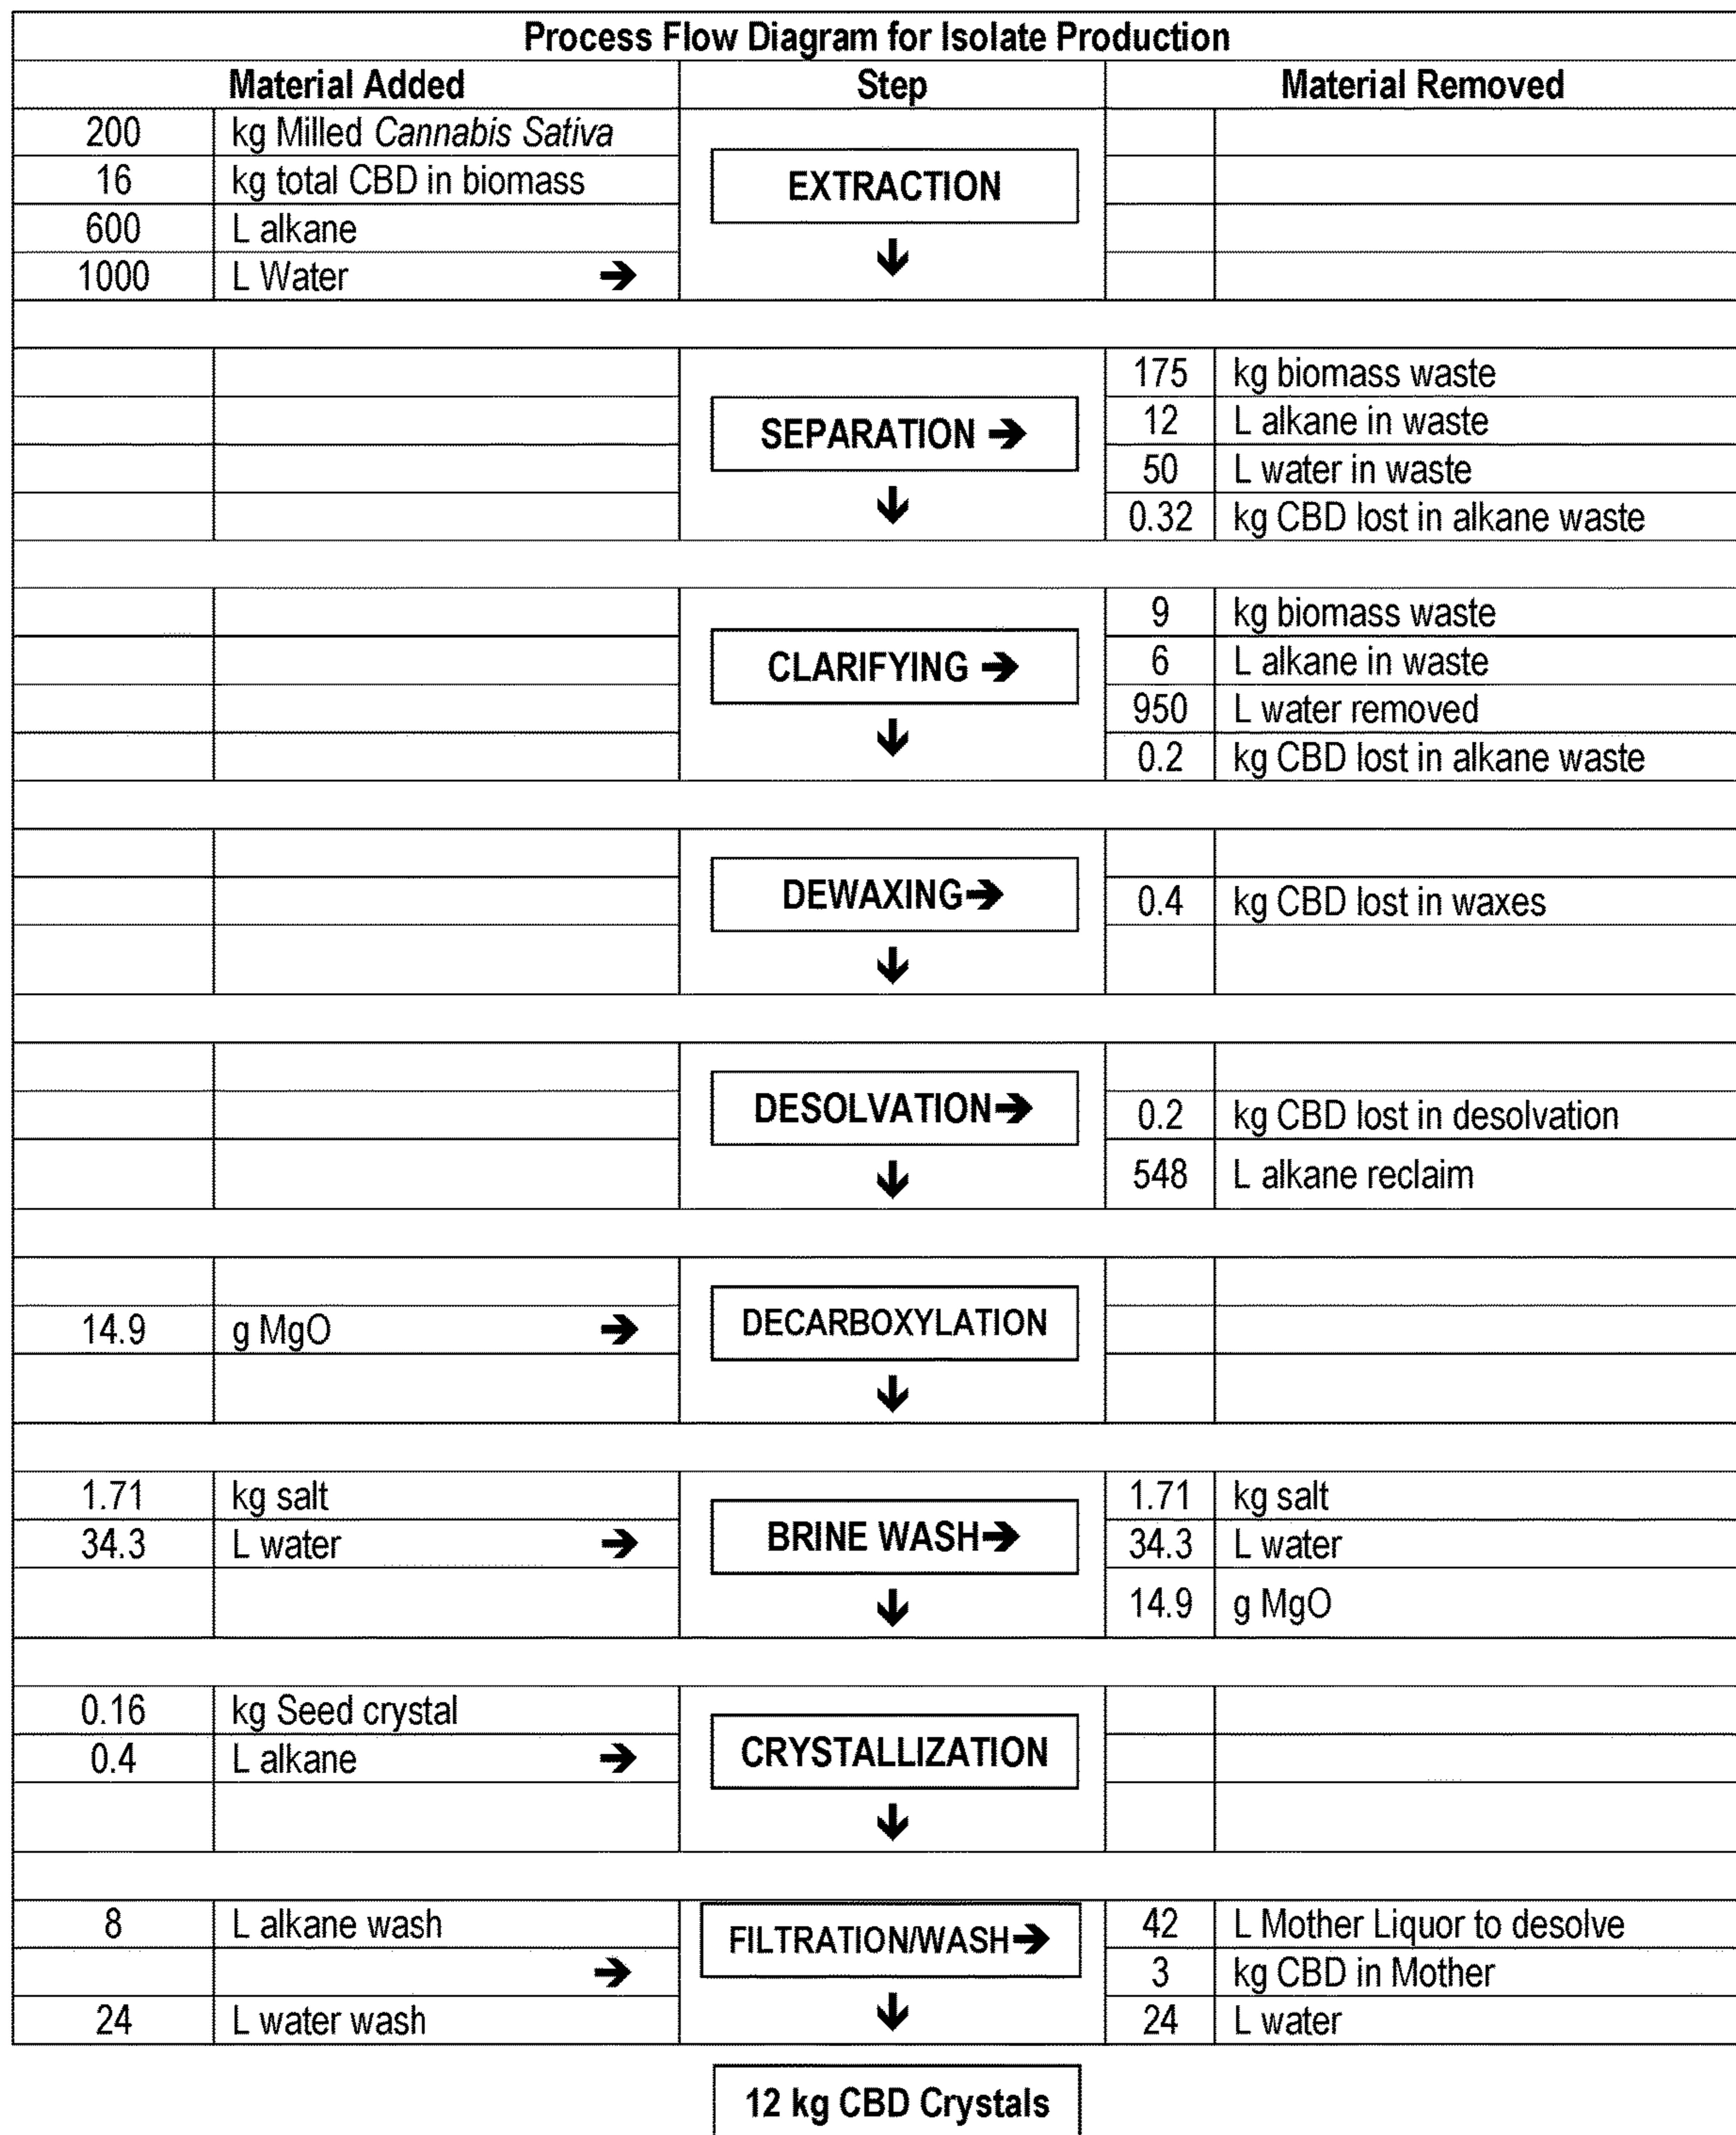 Process Flow Diagram for Isolate Production
Material Added Step Material Removed
200 kg Milled Cannabis Sativa
16 kg total CBD in biomass
EXTRACTION
600 L alkane
1000 L Water →
↓
175 kg biomass waste
12 L alkane in waste
SEPARATION →
50 L water in waste
0.32 kg CBD lost in alkane waste
↓
9 kg biomass waste
6 L alkane in waste
CLARIFYING →
950 L water removed
0.2 kg CBD lost in alkane waste
↓
DEWAXING→
0.4 kg CBD lost in waxes
↓
DESOLVATION→
0.2 kg CBD lost in desolvation
548 L alkane reclaim
↓
14.9 g MgO →
DECARBOXYLATION
↓
1.71 kg salt 1.71 kg salt
34.3 L water → BRINE WASH→ 34.3 L water
14.9 g MgO
↓
0.16 kg Seed crystal
0.4 L alkane → CRYSTALLIZATION
↓
8 L alkane wash FILTRATION/WASH→ 42 L Mother Liquor to desolve
→ 3 kg CBD in Mother
24 L water wash ↓ 24 L water
12 kg CBD Crystals